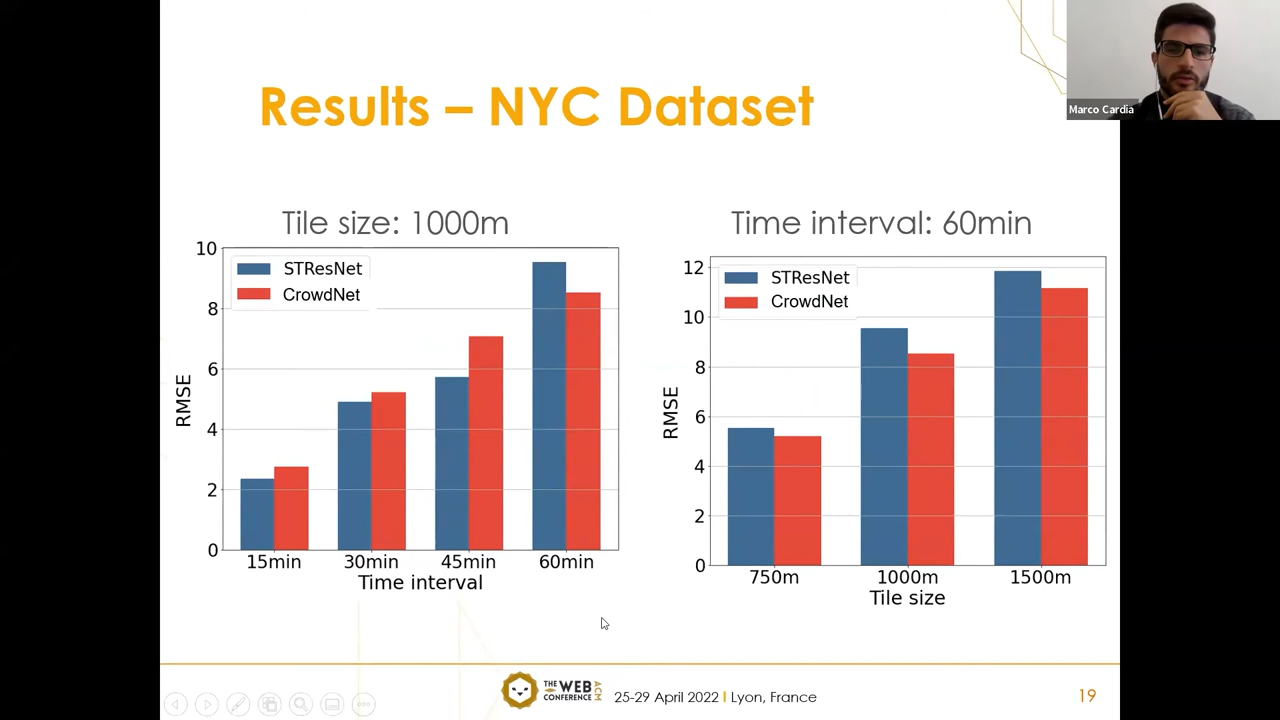 Results – NYC Dataset
Marco Cardia
Tile size: 1000m
10
8
6
4
2
0
RMSE
STResNet
CrowdNet
15min 30min 45min 60min
Time interval
Time interval: 60min
12
10
8
6
4
2
0
RMSE
STResNet
CrowdNet
750m 1000m 1500m
Tile size
THE WEB CONFERENCE ACM
25-29 April 2022 I Lyon, France
19